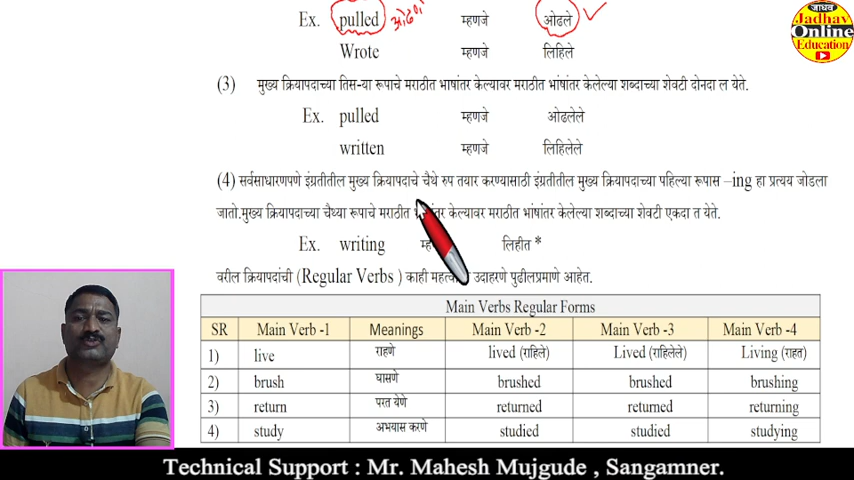 Ex. pulled ओढणे म्हणजे ओढले
Wrote म्हणजे लिहिले
जाधव
Jadhav
Online
Education
(3) मुख्य क्रियापदाच्या तिस-या रूपाचे मराठीत भाषांतर केल्यावर मराठीत भांषांतर केलेल्या शब्दाच्या शेवटी दोनदा ल येते.
Ex. pulled म्हणजे ओढलेले
written म्हणजे लिहिलेले
(4) सर्वसाधारणपणे इंग्रतीतील मुख्य क्रियापदाचे चैथे रुप तयार करण्यासाठी इंग्रतीतील मुख्य क्रियापदाच्या पहिल्या रूपास –ing हा प्रत्यय जोडला
जातो.मुख्य क्रियापदाच्या चैथ्या रूपाचे मराठीत भाषांतर केल्यावर मराठीत भांषांतर केलेल्या शब्दाच्या शेवटी एकदा त येते.
Ex. writing लिहीत *
वरील क्रियापदांची (Regular Verbs ) काही उदाहरणे पुढीलप्रमाणे आहेत.
Main Verbs Regular Forms
SR Main Verb -1 Meanings Main Verb -2 Main Verb -3 Main Verb -4
1) live राहणे lived (राहिले) Lived (राहिलेले) Living (राहत)
2) brush घासणे brushed brushed brushing
3) return परत येणे returned returned returning
4) study अभयास करणे studied studied studying
Technical Support : Mr. Mahesh Mujgude , Sangamner.